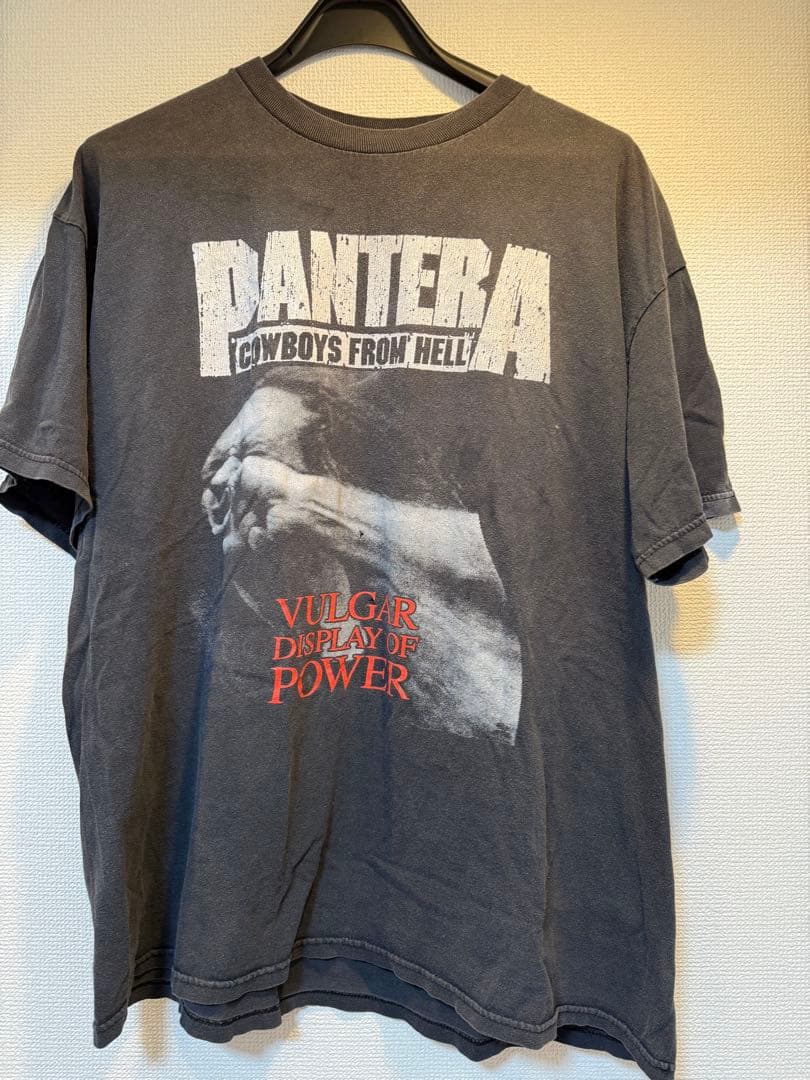 PANTERA
COWBOYS FROM HELL
VULGAR
DISPLAY OF
POWER